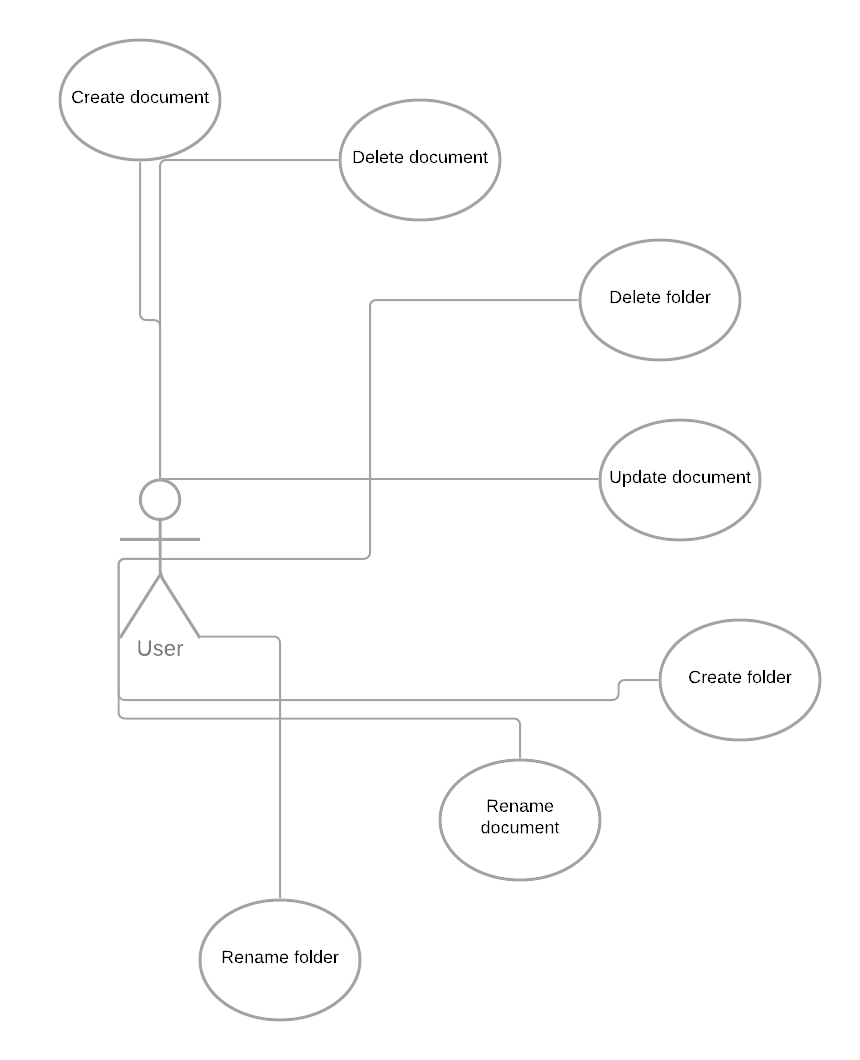 Create document
Delete document
Delete folder
Update document
User
Create folder
Rename
document
Rename folder